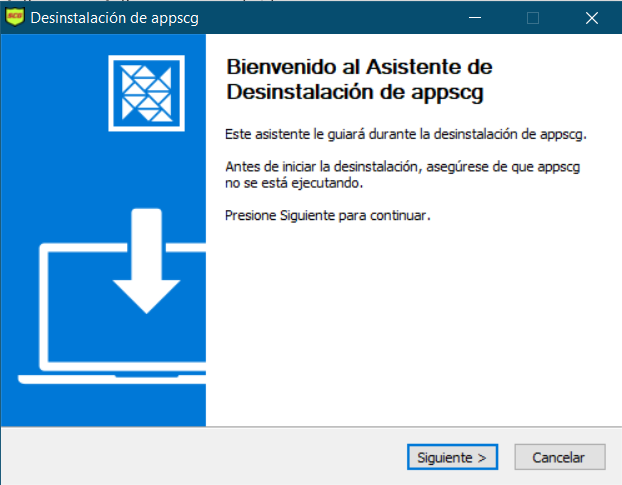 Desinstalación de appscg
Bienvenido al Asistente de
Desinstalación de appscg
Este asistente le guiará durante la desinstalación de appscg.
Antes de iniciar la desinstalación, asegúrese de que appscg
no se está ejecutando.
Presione Siguiente para continuar.
Siguiente >
Cancelar